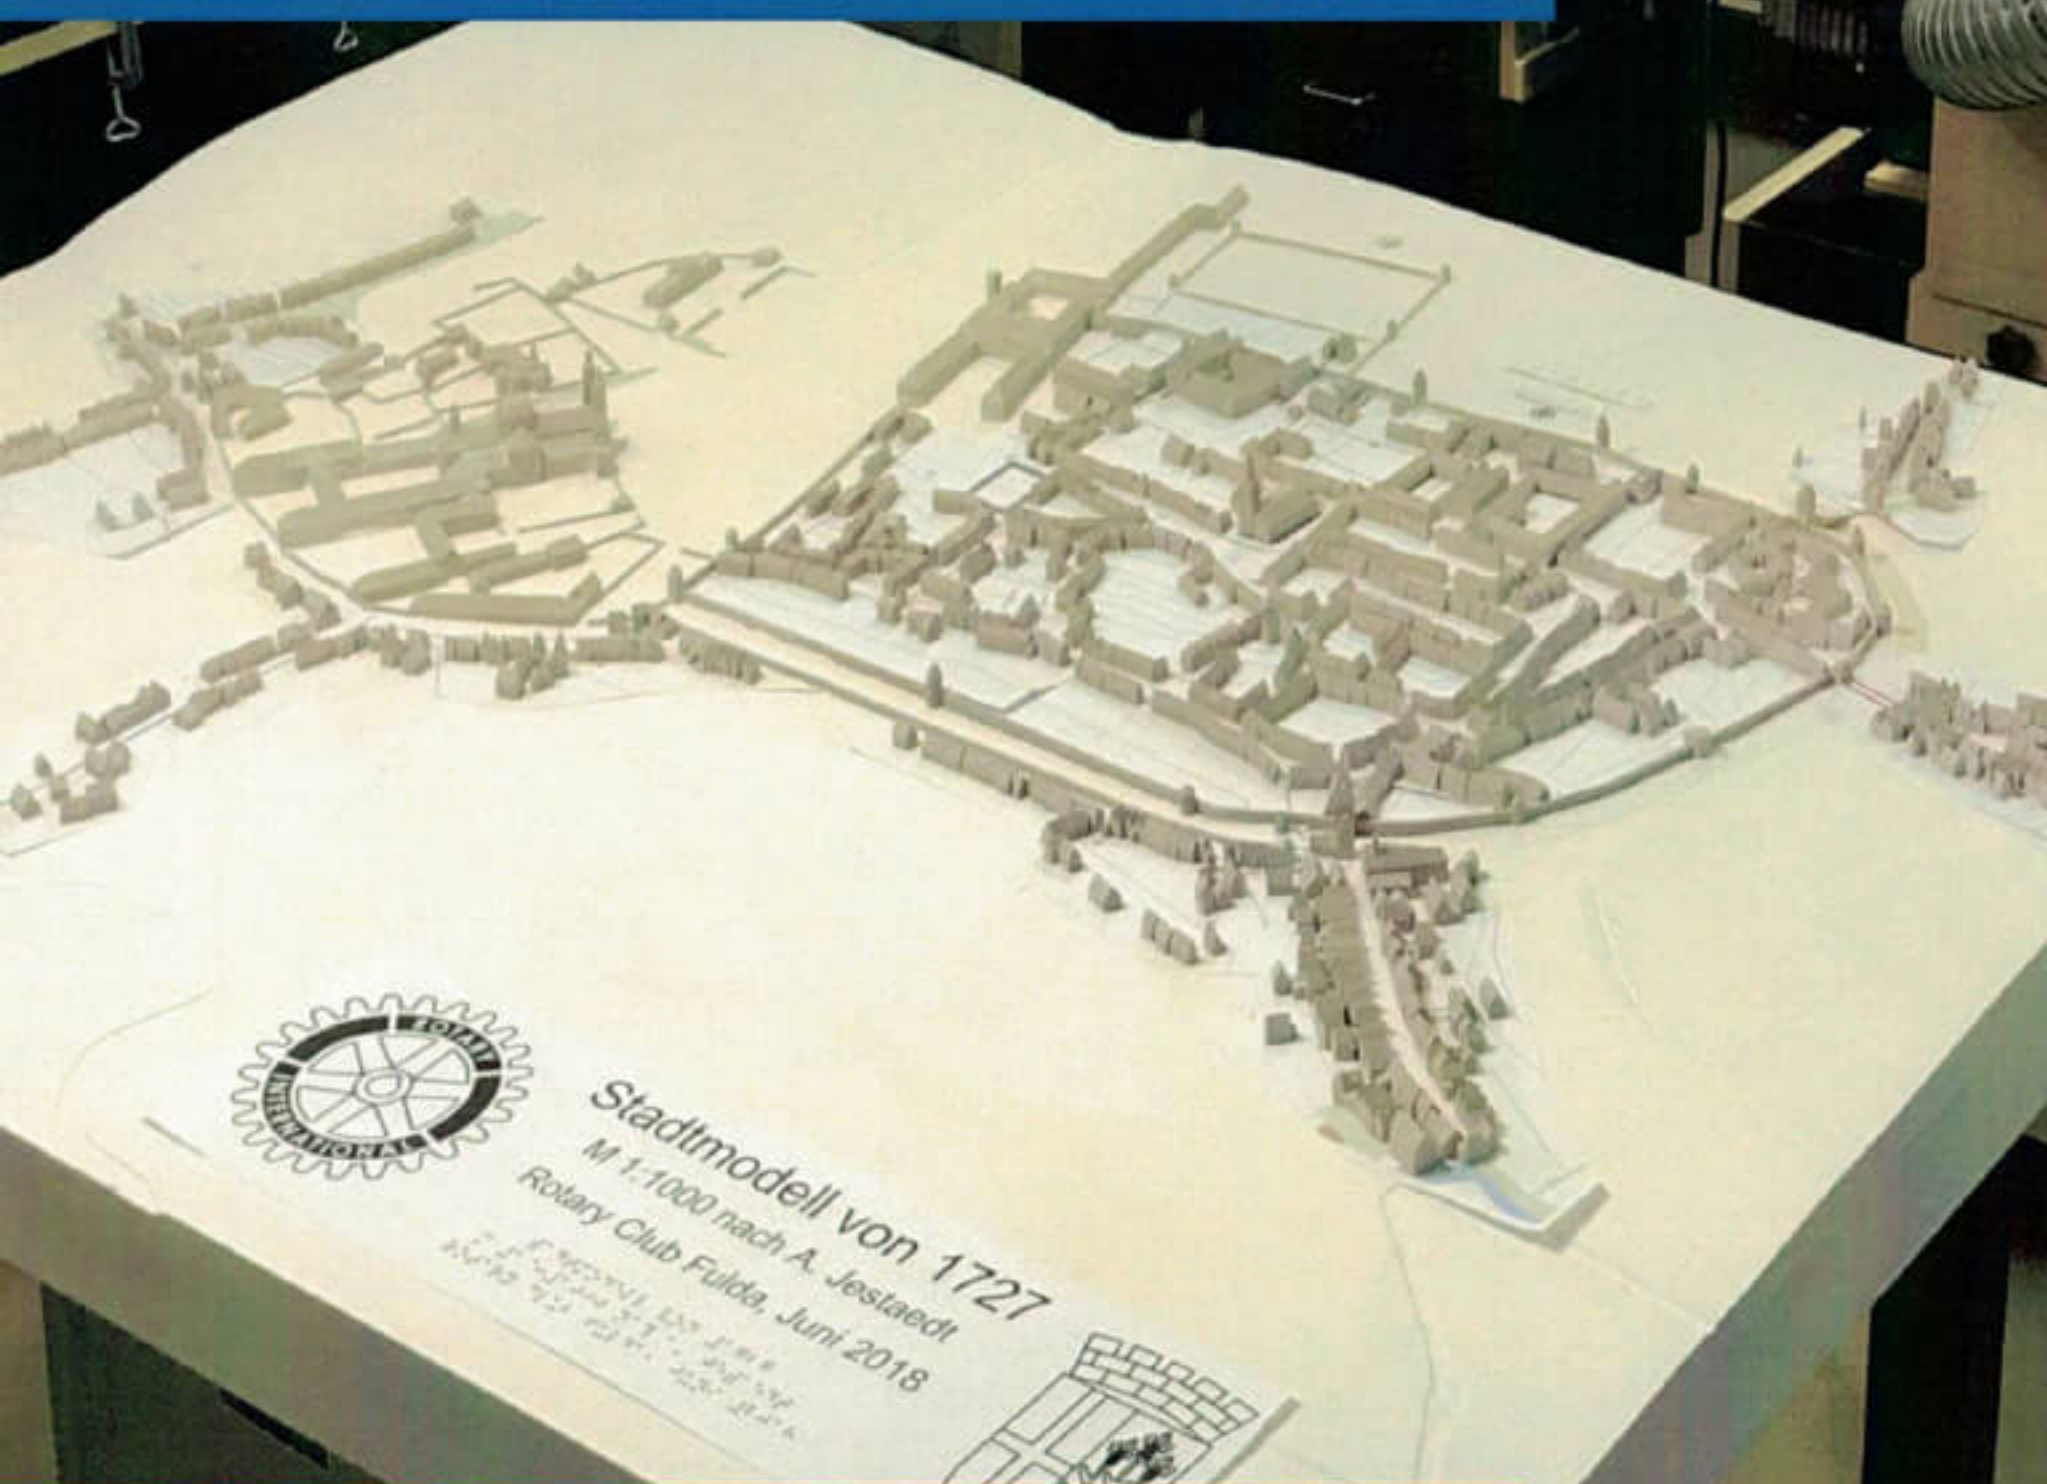 ROTARY
INTERNATIONAL
Stadtmodell von 1727
M 1:1000 nach A. Jestaedt
Rotary Club Fulda, Juni 2018